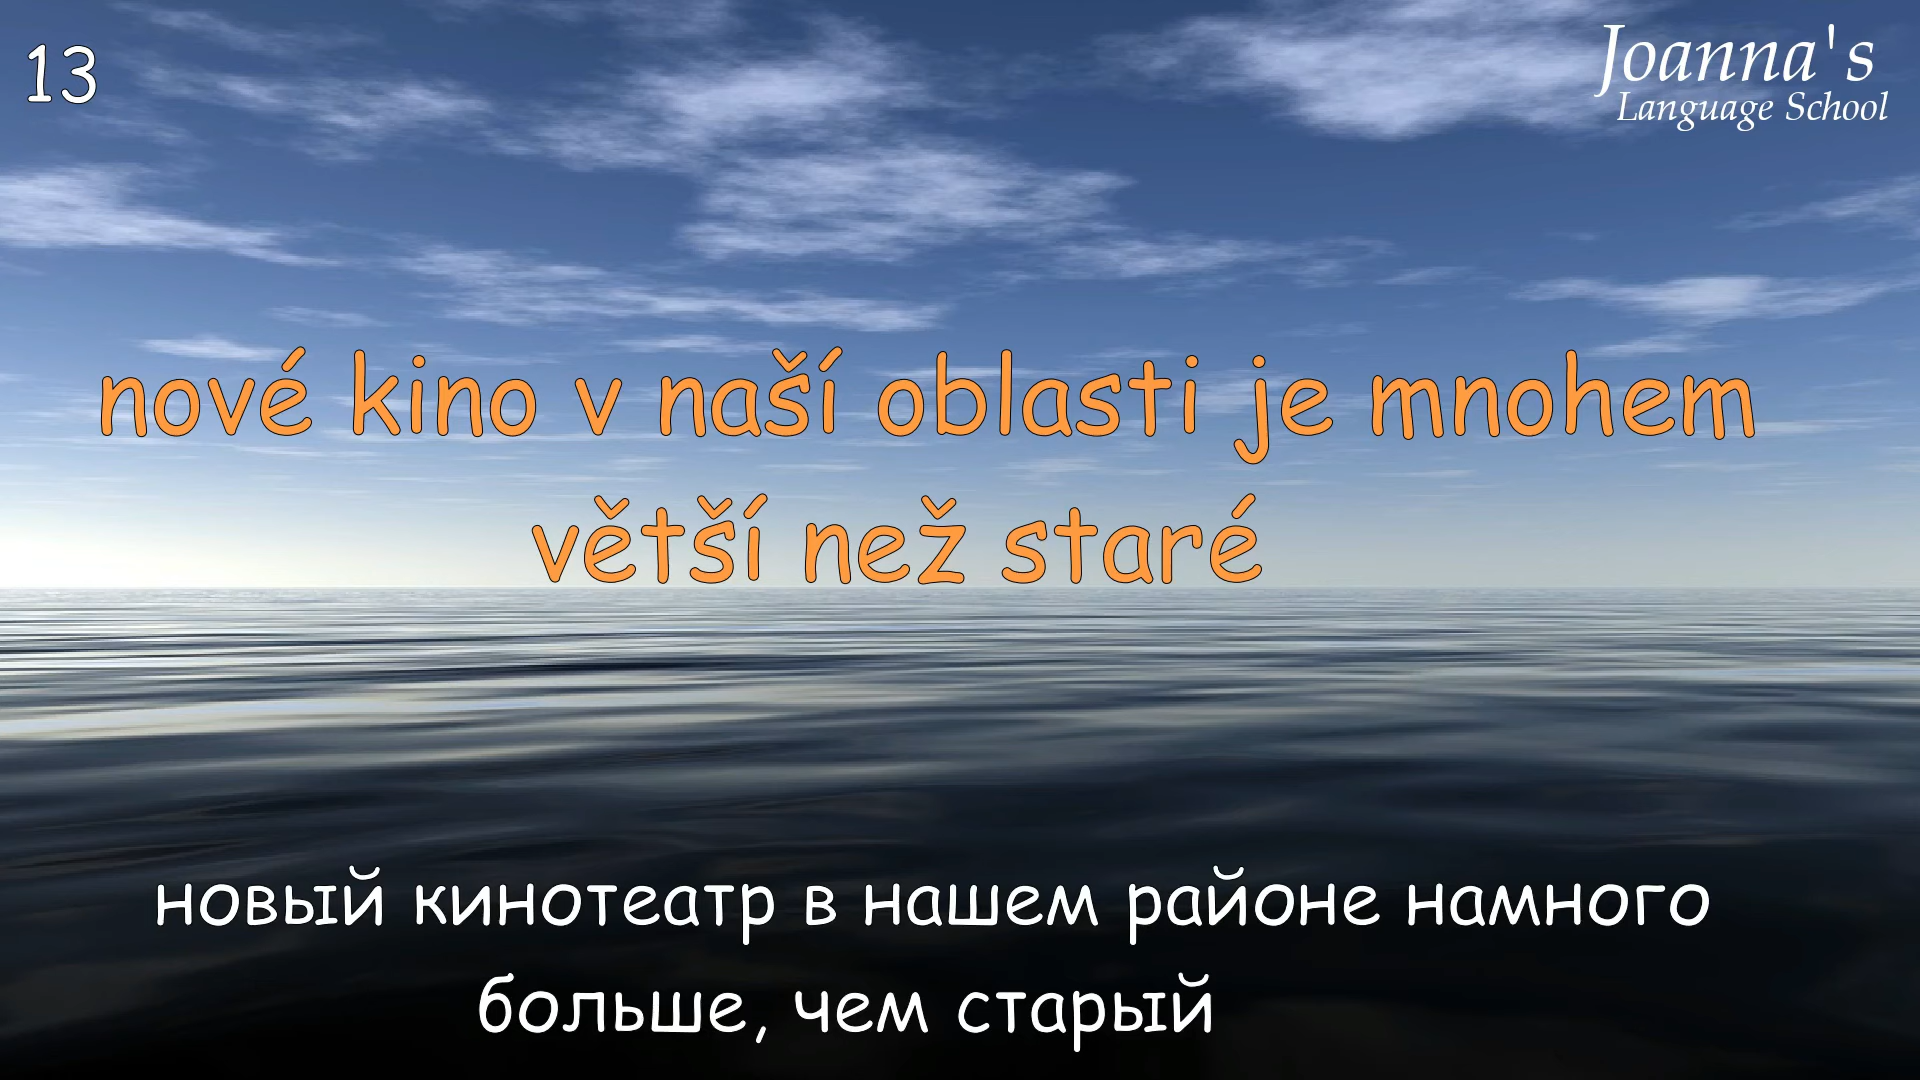 13
Joanna's
Language School
nové kino v naší oblasti je mnohem
větší než staré
новый кинотеатр в нашем районе намного
больше, чем старый